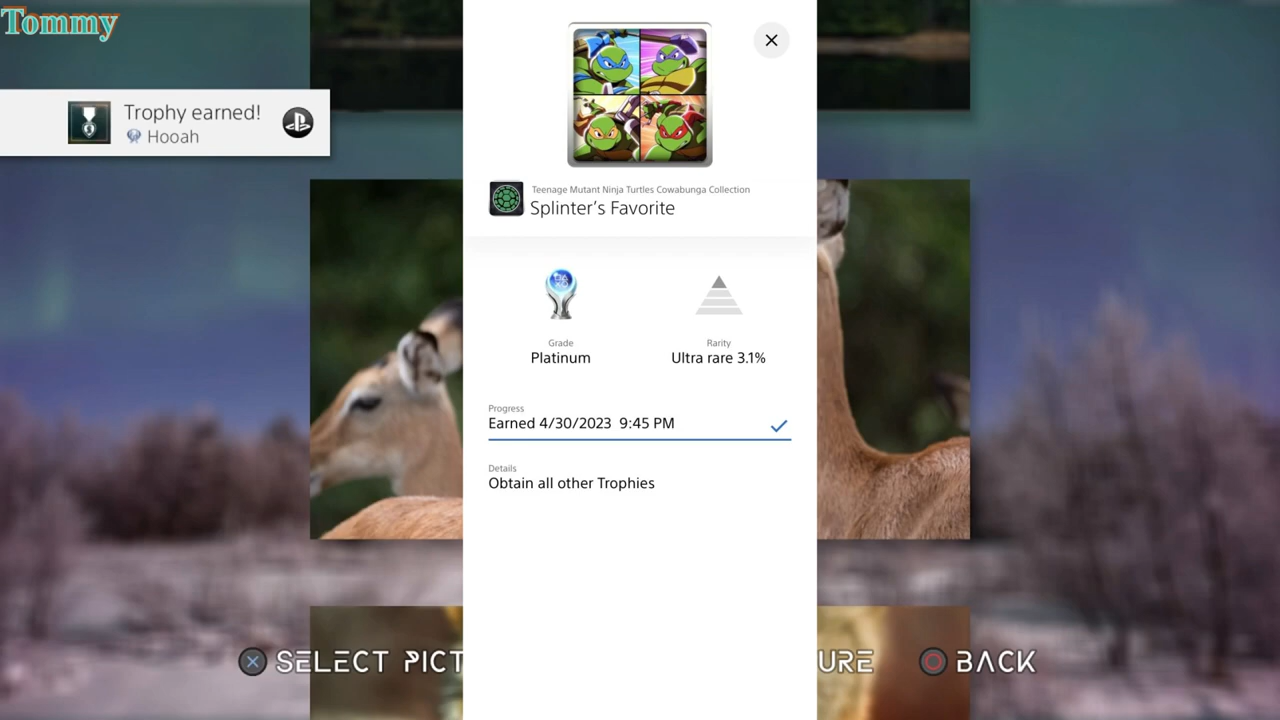 Tommy
Trophy earned!
Hooah
Teenage Mutant Ninja Turtles Cowabunga Collection
Splinter's Favorite
Grade
Platinum
Rarity
Ultra rare 3.1%
Progress
Earned 4/30/2023  9:45 PM
Details
Obtain all other Trophies
SELECT PICT URE BACK